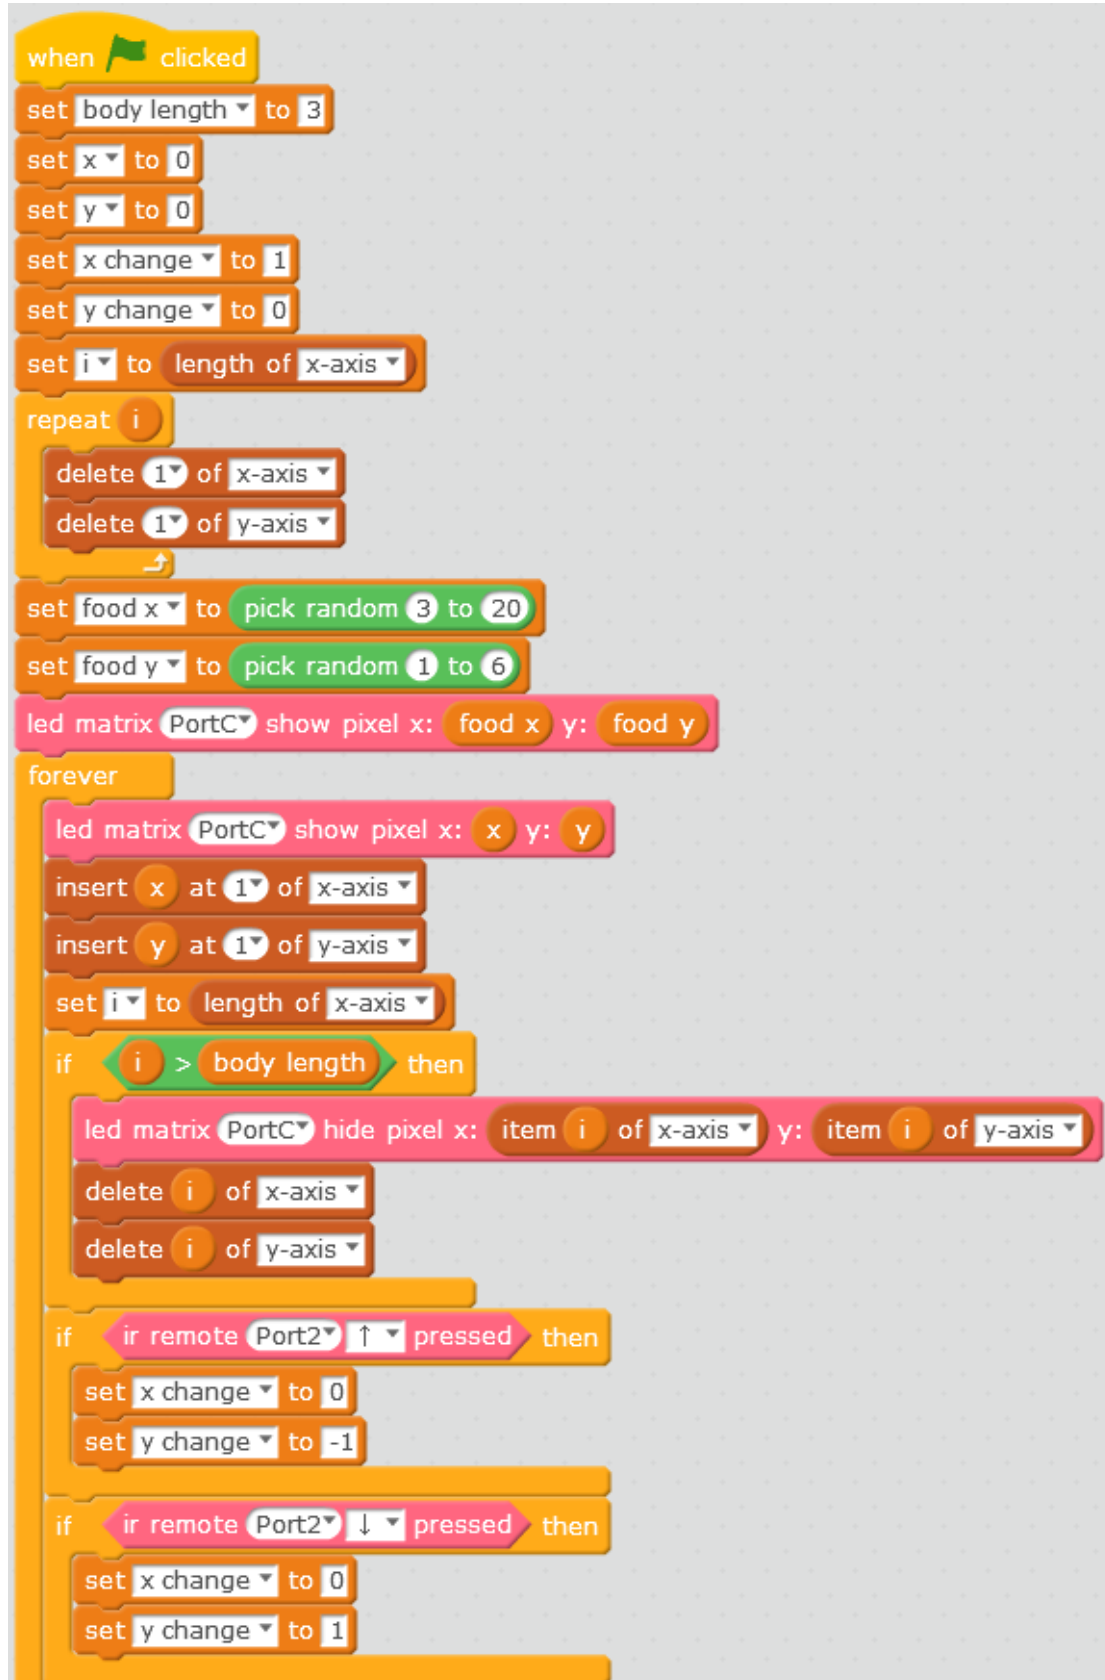 when clicked
set body length to 3
set x to 0
set y to 0
set x change to 1
set y change to 0
set i to length of x-axis
repeat i
delete 1 of x-axis
delete 1 of y-axis
set food x to pick random 3 to 20
set food y to pick random 1 to 6
led matrix PortC show pixel x: food x y: food y
forever
led matrix PortC show pixel x: x y: y
insert x at 1 of x-axis
insert y at 1 of y-axis
set i to length of x-axis
if i > body length then
led matrix PortC hide pixel x: item i of x-axis y: item i of y-axis
delete i of x-axis
delete i of y-axis
if ir remote Port2 ↑ pressed then
set x change to 0
set y change to -1
if ir remote Port2 ↓ pressed then
set x change to 0
set y change to 1